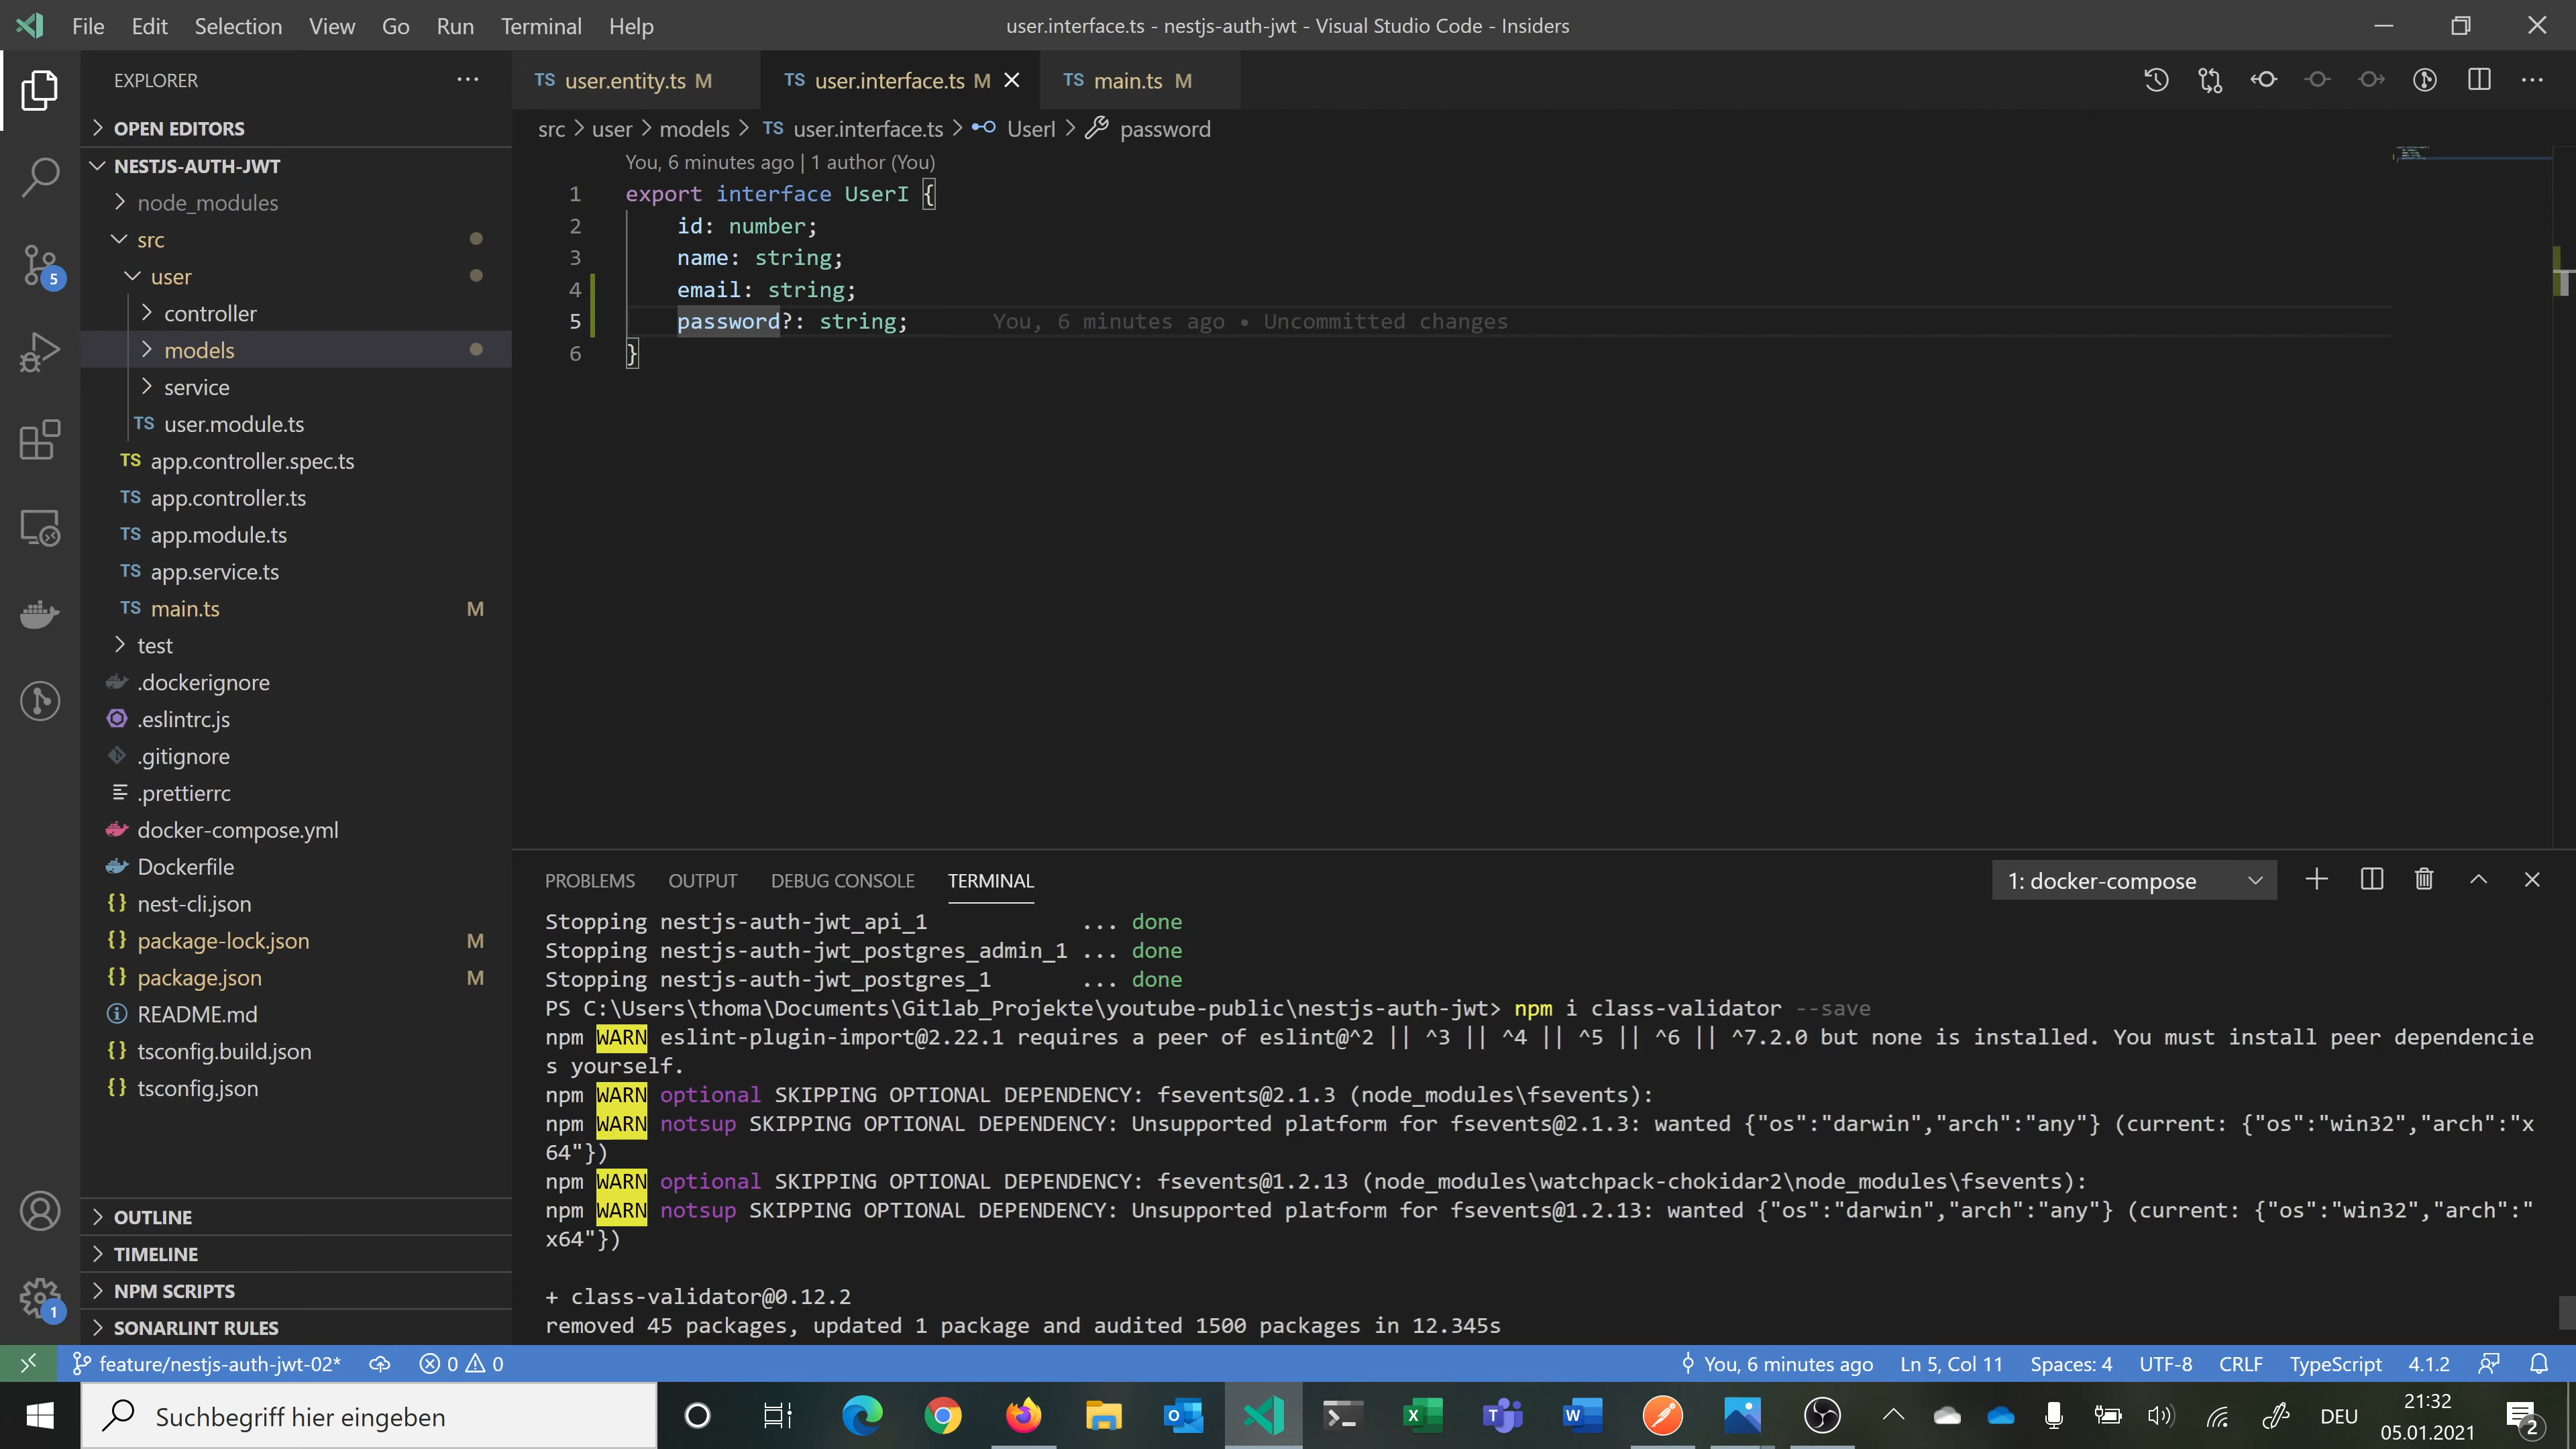 File Edit Selection View Go Run Terminal Help
user.interface.ts - nestjs-auth-jwt - Visual Studio Code - Insiders
EXPLORER
OPEN EDITORS
NESTJS-AUTH-JWT
node_modules
src
user
controller
models
service
TS user.module.ts
TS app.controller.spec.ts
TS app.controller.ts
TS app.module.ts
TS app.service.ts
TS main.ts M
test
.dockerignore
.eslintrc.js
.gitignore
.prettierrc
docker-compose.yml
Dockerfile
{} nest-cli.json
{} package-lock.json M
{} package.json M
README.md
{} tsconfig.build.json
{} tsconfig.json
OUTLINE
TIMELINE
NPM SCRIPTS
SONARLINT RULES
5
1
TS user.entity.ts M
TS user.interface.ts M
TS main.ts M
src > user > models > TS user.interface.ts > UserI > password
You, 6 minutes ago | 1 author (You)
1 export interface UserI {
2 id: number;
3 name: string;
4 email: string;
5 password?: string; You, 6 minutes ago • Uncommitted changes
6 }
PROBLEMS OUTPUT DEBUG CONSOLE TERMINAL
1: docker-compose
Stopping nestjs-auth-jwt_api_1 ... done
Stopping nestjs-auth-jwt_postgres_admin_1 ... done
Stopping nestjs-auth-jwt_postgres_1 ... done
PS C:\Users\thoma\Documents\Gitlab_Projekte\youtube-public\nestjs-auth-jwt> npm i class-validator --save
npm WARN eslint-plugin-import@2.22.1 requires a peer of eslint@^2 || ^3 || ^4 || ^5 || ^6 || ^7.2.0 but none is installed. You must install peer dependencie
s yourself.
npm WARN optional SKIPPING OPTIONAL DEPENDENCY: fsevents@2.1.3 (node_modules\fsevents):
npm WARN notsup SKIPPING OPTIONAL DEPENDENCY: Unsupported platform for fsevents@2.1.3: wanted {"os":"darwin","arch":"any"} (current: {"os":"win32","arch":"x
64"})
npm WARN optional SKIPPING OPTIONAL DEPENDENCY: fsevents@1.2.13 (node_modules\watchpack-chokidar2\node_modules\fsevents):
npm WARN notsup SKIPPING OPTIONAL DEPENDENCY: Unsupported platform for fsevents@1.2.13: wanted {"os":"darwin","arch":"any"} (current: {"os":"win32","arch":"
x64"})
+ class-validator@0.12.2
removed 45 packages, updated 1 package and audited 1500 packages in 12.345s
feature/nestjs-auth-jwt-02* 0 0 You, 6 minutes ago Ln 5, Col 11 Spaces: 4 UTF-8 CRLF TypeScript 4.1.2
Suchbegriff hier eingeben
DEU
21:32
05.01.2021
2